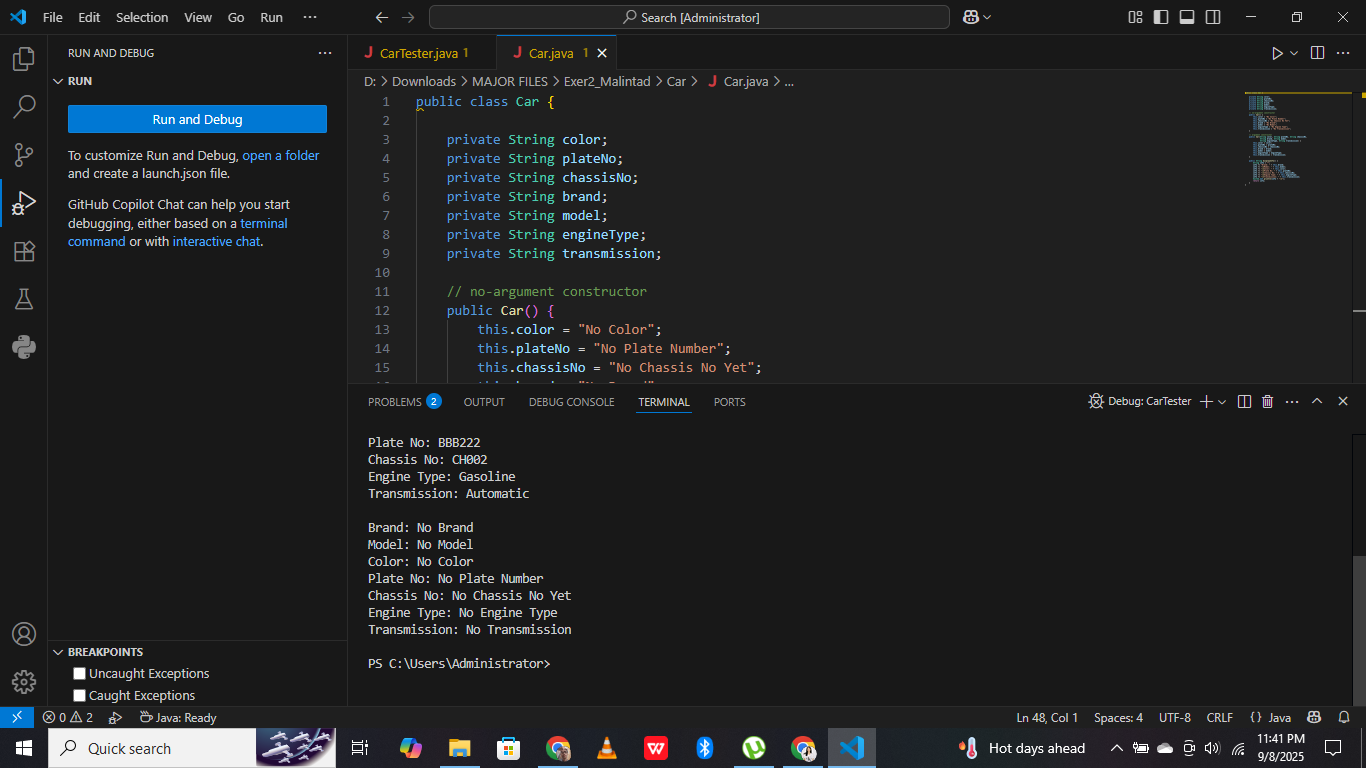 File Edit Selection View Go Run ···
Search [Administrator]
RUN AND DEBUG ···
RUN
Run and Debug
To customize Run and Debug, open a folder
and create a launch.json file.
GitHub Copilot Chat can help you start
debugging, either based on a terminal
command or with interactive chat.
BREAKPOINTS
Uncaught Exceptions
Caught Exceptions
CarTester.java 1
Car.java 1
D: > Downloads > MAJOR FILES > Exer2_Malintad > Car > Car.java > ...
1 public class Car {
2
3 private String color;
4 private String plateNo;
5 private String chassisNo;
6 private String brand;
7 private String model;
8 private String engineType;
9 private String transmission;
10
11 // no-argument constructor
12 public Car() {
13 this.color = "No Color";
14 this.plateNo = "No Plate Number";
15 this.chassisNo = "No Chassis No Yet";
PROBLEMS 2 OUTPUT DEBUG CONSOLE TERMINAL PORTS
Debug: CarTester
Plate No: BBB222
Chassis No: CH002
Engine Type: Gasoline
Transmission: Automatic
Brand: No Brand
Model: No Model
Color: No Color
Plate No: No Plate Number
Chassis No: No Chassis No Yet
Engine Type: No Engine Type
Transmission: No Transmission
PS C:\Users\Administrator>
0 2 Java: Ready
Ln 48, Col 1 Spaces: 4 UTF-8 CRLF {} Java
Quick search
Hot days ahead
11:41 PM
9/8/2025